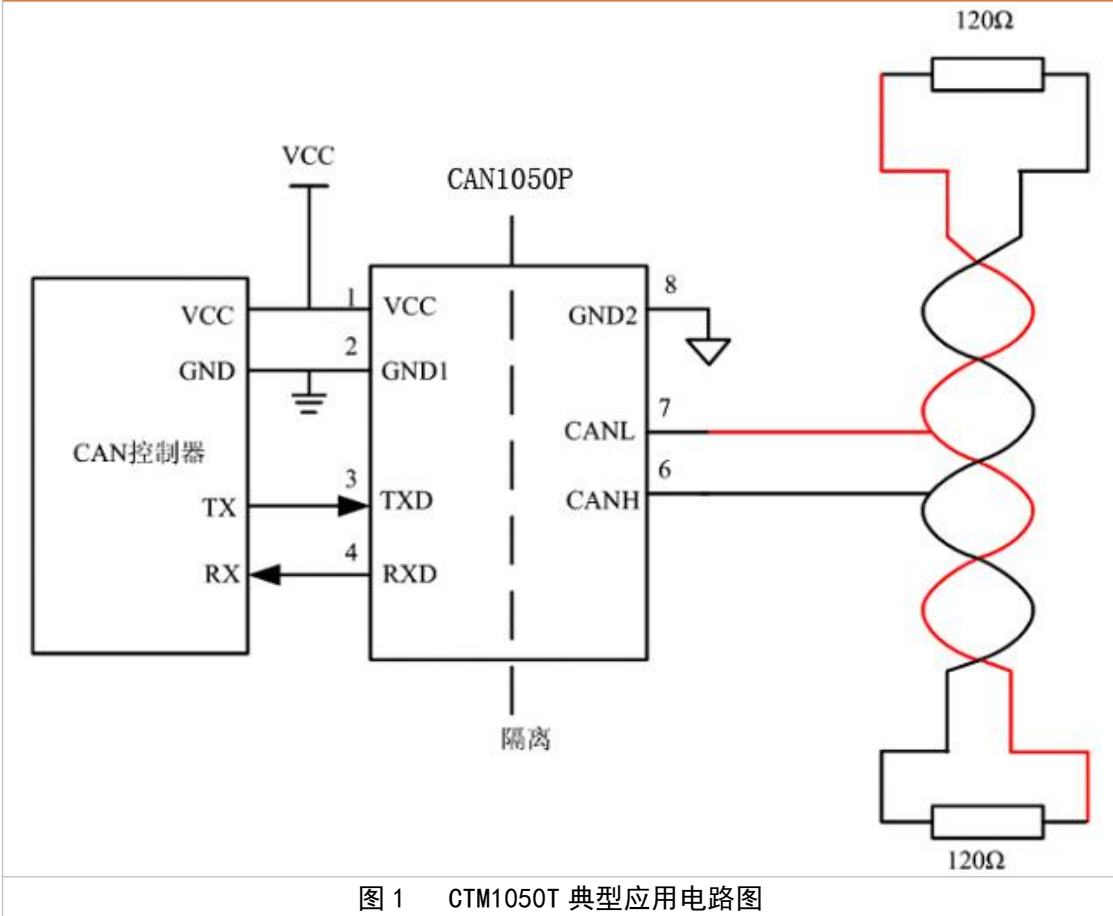 120Ω
VCC
CAN1050P
VCC
1
VCC
GND2
8
GND
2
GND1
CANL
7
CAN控制器
CANH
6
TX
3
TXD
RX
4
RXD
隔离
120Ω
图 1 CTM1050T 典型应用电路图